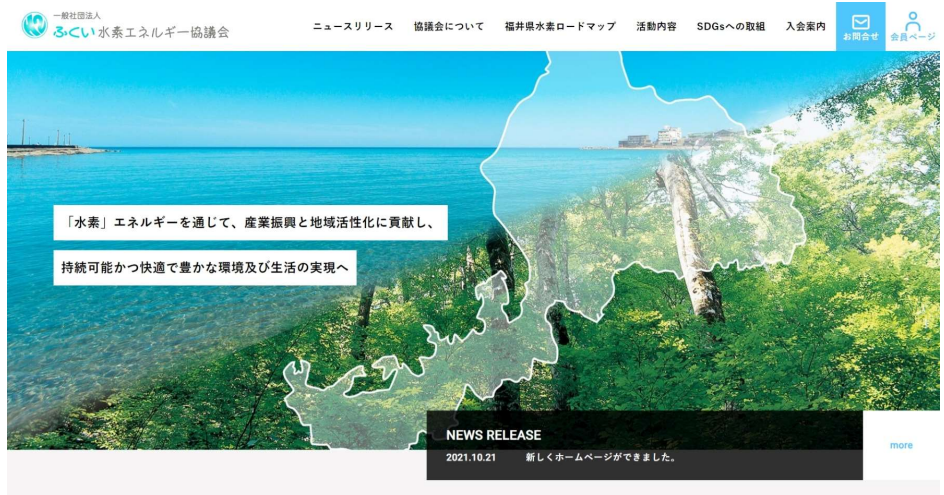 一般社団法人
ふくい水素エネルギー協議会
ニュースリリース 協議会について 福井県水素ロードマップ 活動内容 SDGsへの取組 入会案内 お問合せ 会員ページ
「水素」エネルギーを通じて、産業振興と地域活性化に貢献し、
持続可能かつ快適で豊かな環境及び生活の実現へ
NEWS RELEASE
2021.10.21 新しくホームページができました。
more